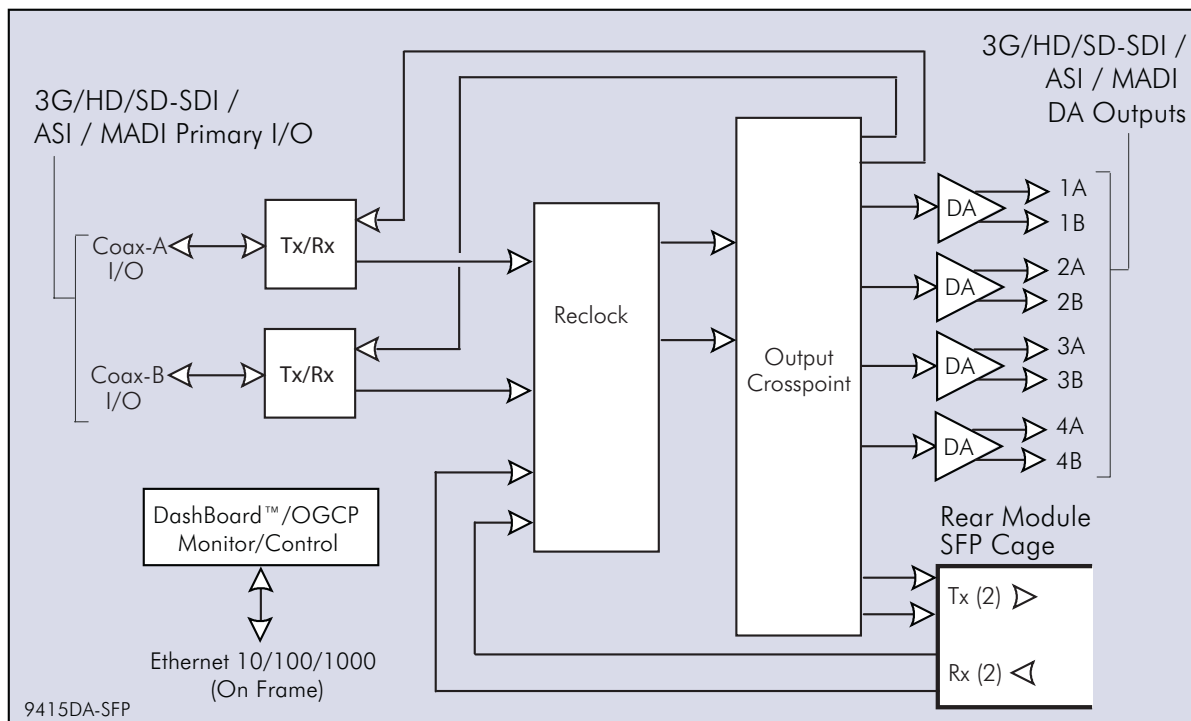 3G/HD/SD-SDI /
ASI / MADI Primary I/O
3G/HD/SD-SDI /
ASI / MADI
DA Outputs
Coax-A
I/O
Tx/Rx
Coax-B
I/O
Tx/Rx
Reclock
Output
Crosspoint
DA
1A
1B
DA
2A
2B
DA
3A
3B
DA
4A
4B
DashBoard™/OGCP
Monitor/Control
Ethernet 10/100/1000
(On Frame)
Rear Module
SFP Cage
Tx (2)
Rx (2)
9415DA-SFP